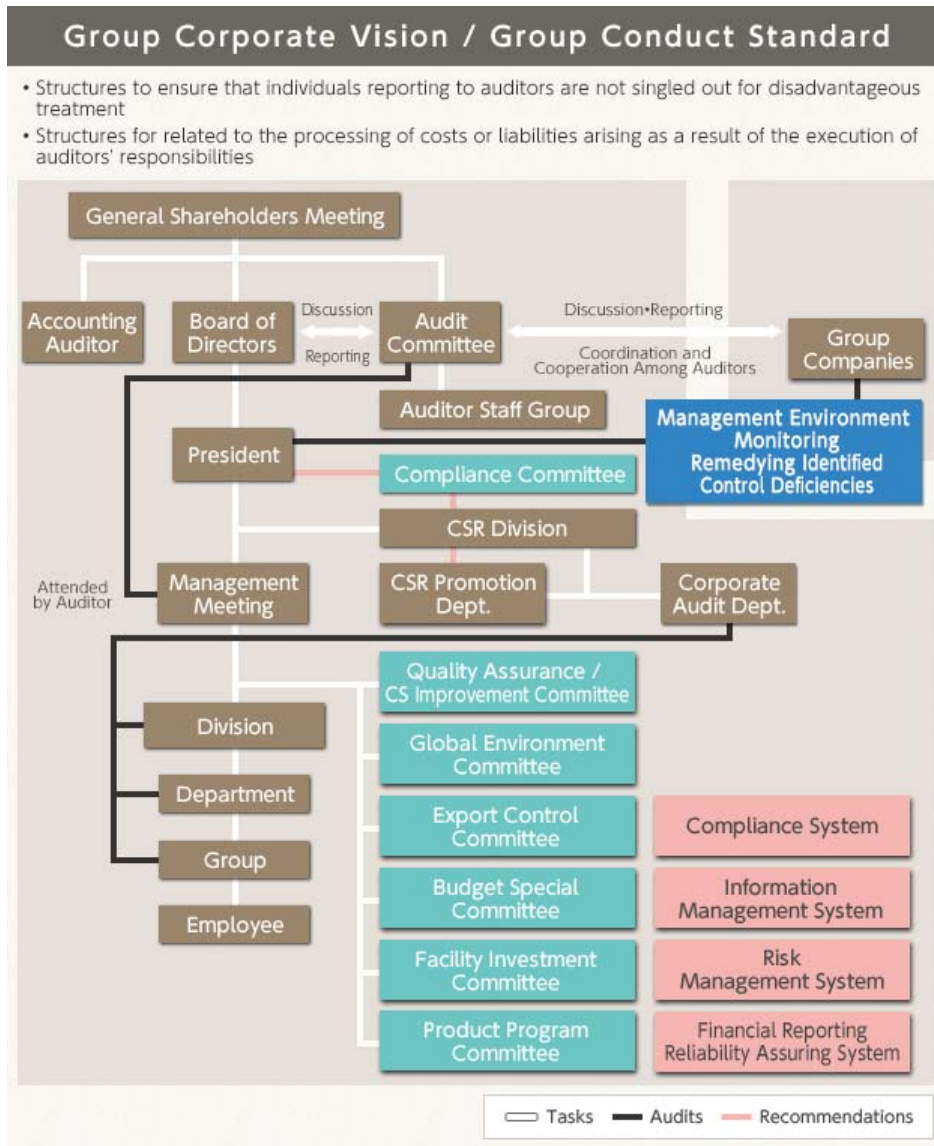 Group Corporate Vision / Group Conduct Standard
• Structures to ensure that individuals reporting to auditors are not singled out for disadvantageous
treatment
• Structures for related to the processing of costs or liabilities arising as a result of the execution of
auditors' responsibilities
General Shareholders Meeting
Accounting
Auditor
Board of
Directors
Discussion
Reporting
Audit
Committee
Discussion•Reporting
Coordination and
Cooperation Among Auditors
Group
Companies
Auditor Staff Group
Management Environment
Monitoring
Remedying Identified
Control Deficiencies
President
Compliance Committee
CSR Division
Attended
by Auditor
Management
Meeting
CSR Promotion
Dept.
Corporate
Audit Dept.
Quality Assurance /
CS Improvement Committee
Division
Global Environment
Committee
Department
Export Control
Committee
Compliance System
Group
Budget Special
Committee
Information
Management System
Employee
Facility Investment
Committee
Risk
Management System
Product Program
Committee
Financial Reporting
Reliability Assuring System
Tasks
Audits
Recommendations